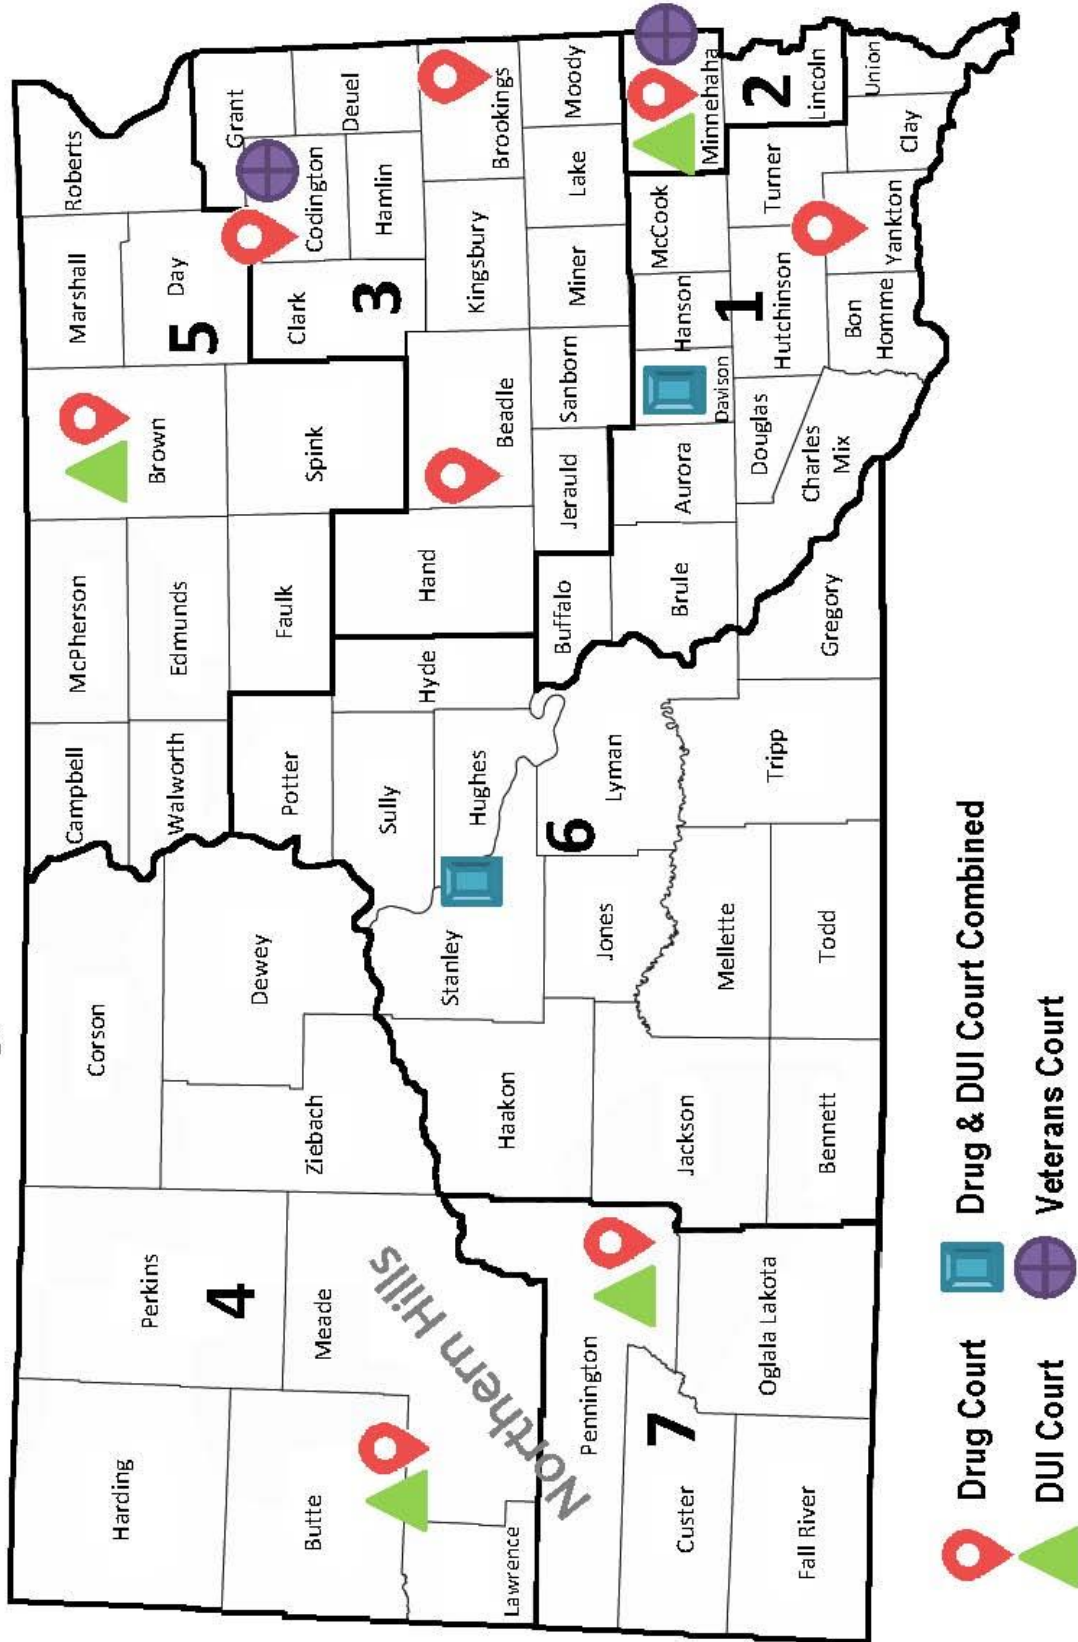 Harding
Perkins
Corson
Campbell
McPherson
Brown
Marshall
Roberts
Walworth
Edmunds
Day
5
Butte
4
Meade
Ziebach
Dewey
Potter
Faulk
Spink
Clark
Codington
Grant
3
Hamlin
Deuel
Northern Hills
Sully
Hyde
Hand
Beadle
Kingsbury
Brookings
Lawrence
Haakon
Stanley
Hughes
Buffalo
Jerauld
Sanborn
Miner
Lake
Moody
Pennington
Jones
6
Lyman
Brule
Aurora
Davison
Hanson
McCook
Minnehaha
7
Custer
Jackson
Mellette
Tripp
Douglas
1
Hutchinson
Turner
2
Lincoln
Fall River
Oglala Lakota
Bennett
Todd
Gregory
Charles
Mix
Bon
Homme
Yankton
Clay
Union
Drug Court
Drug & DUI Court Combined
DUI Court
Veterans Court